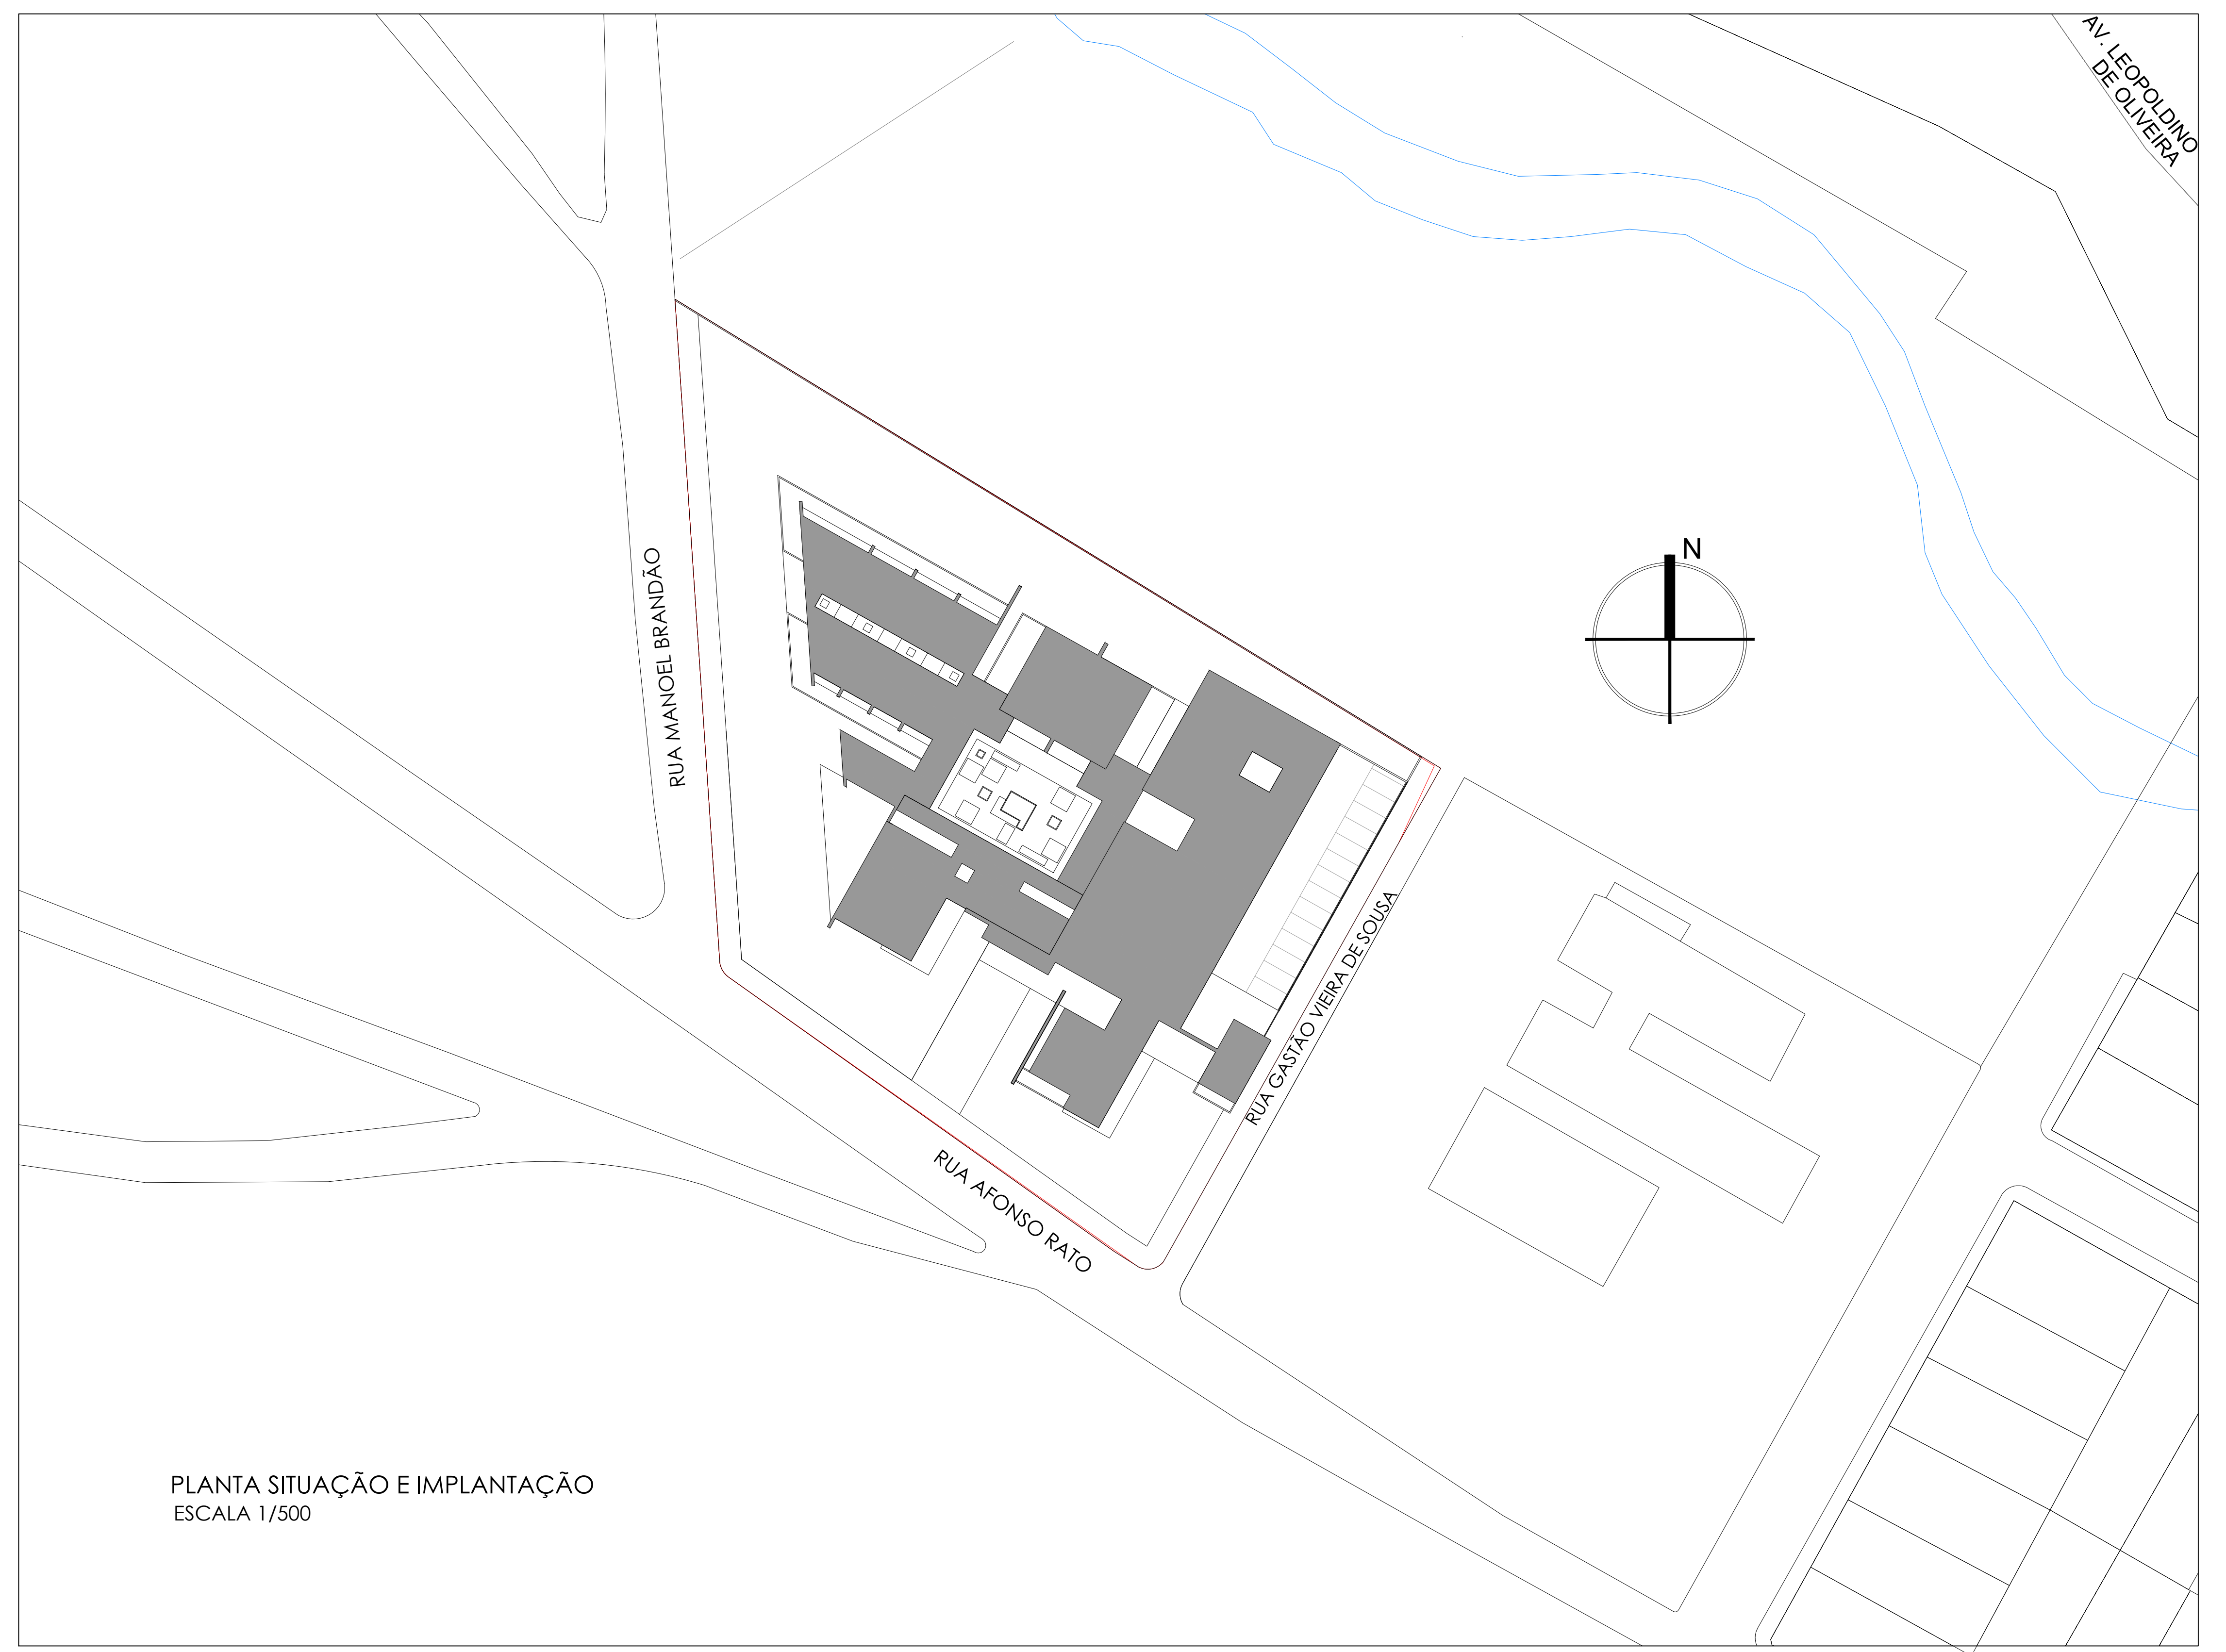 AV. LEOPOLDINO
DE OLIVEIRA
N
RUA MANOEL BRANDÃO
RUA GASTÃO VIEIRA DE SOUSA
RUA AFONSO RATO
PLANTA SITUAÇÃO E IMPLANTAÇÃO
ESCALA 1/500